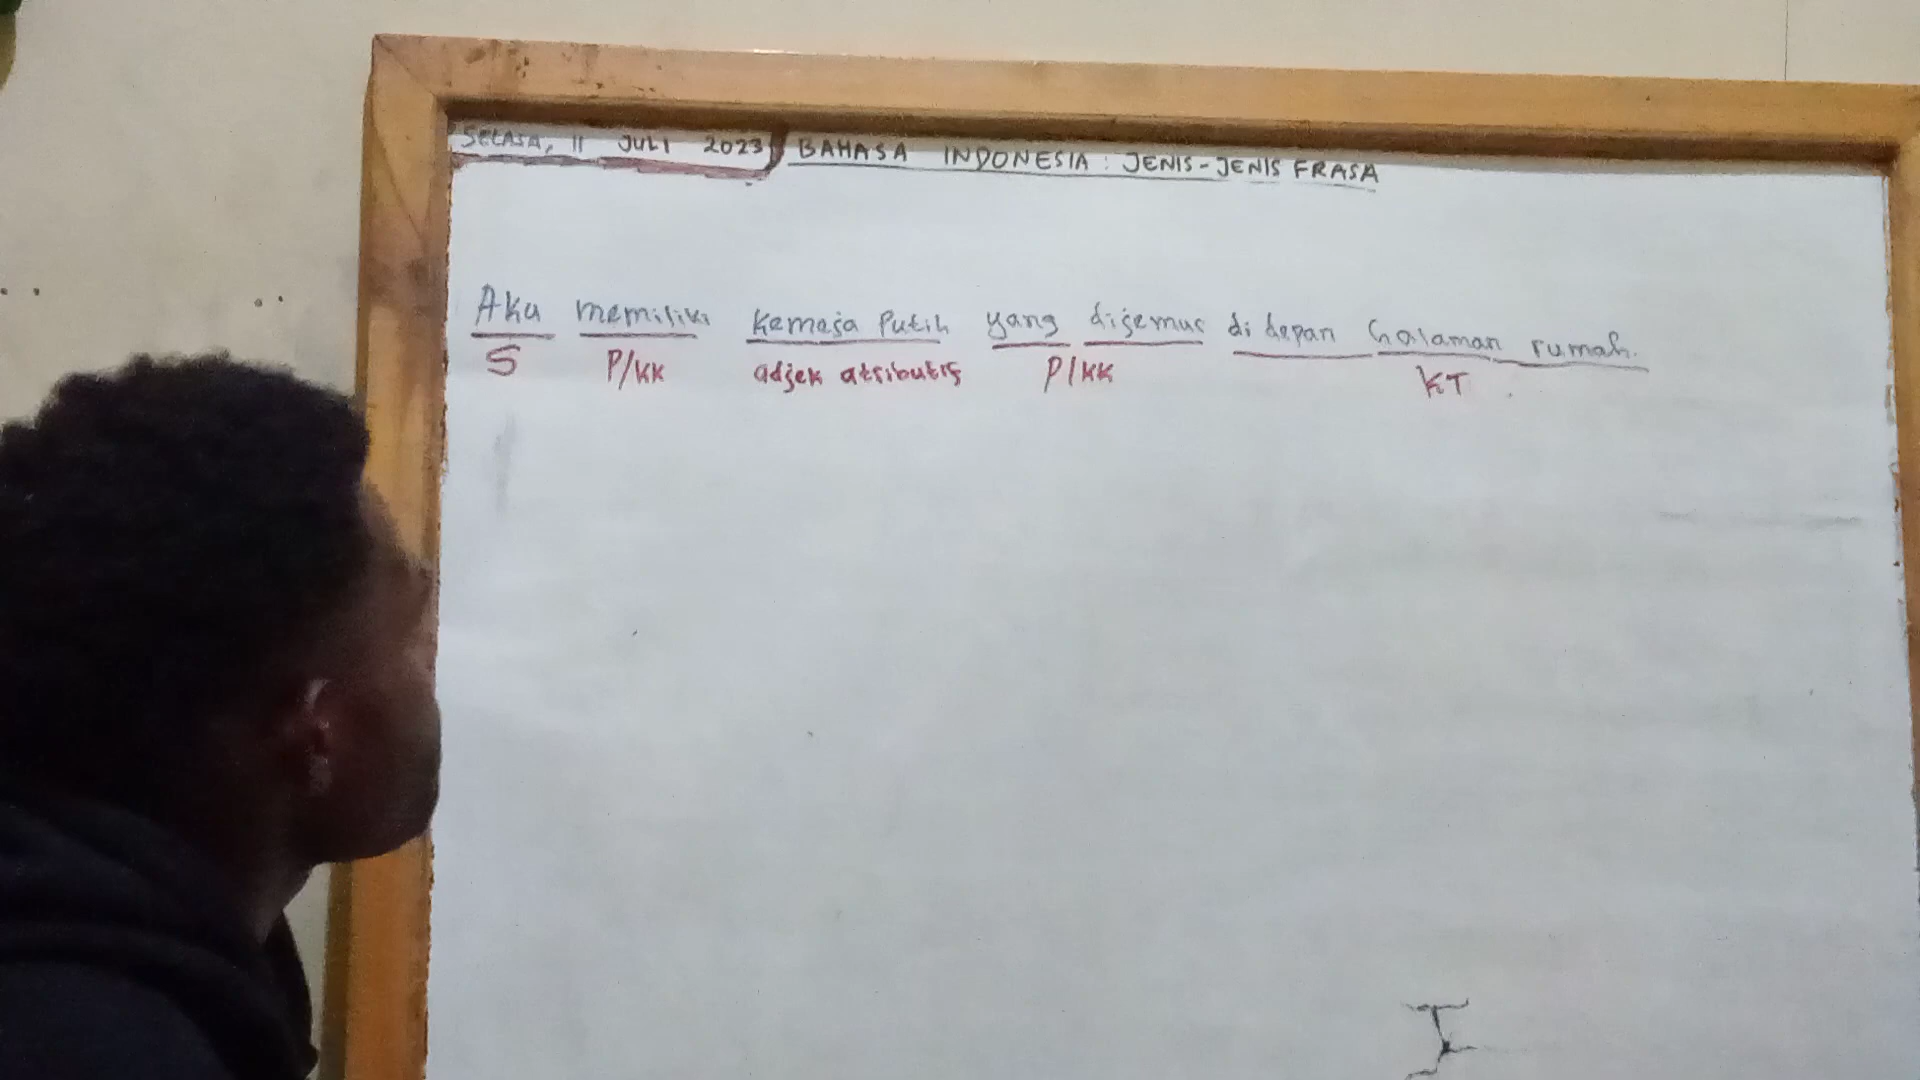 SELASA, 11 JULI 2023 BAHASA INDONESIA : JENIS-JENIS FRASA
Aku memiliki kemeja putih yang dijemur di depan halaman rumah.
S P/KK adjek atributif P/KK KT
I